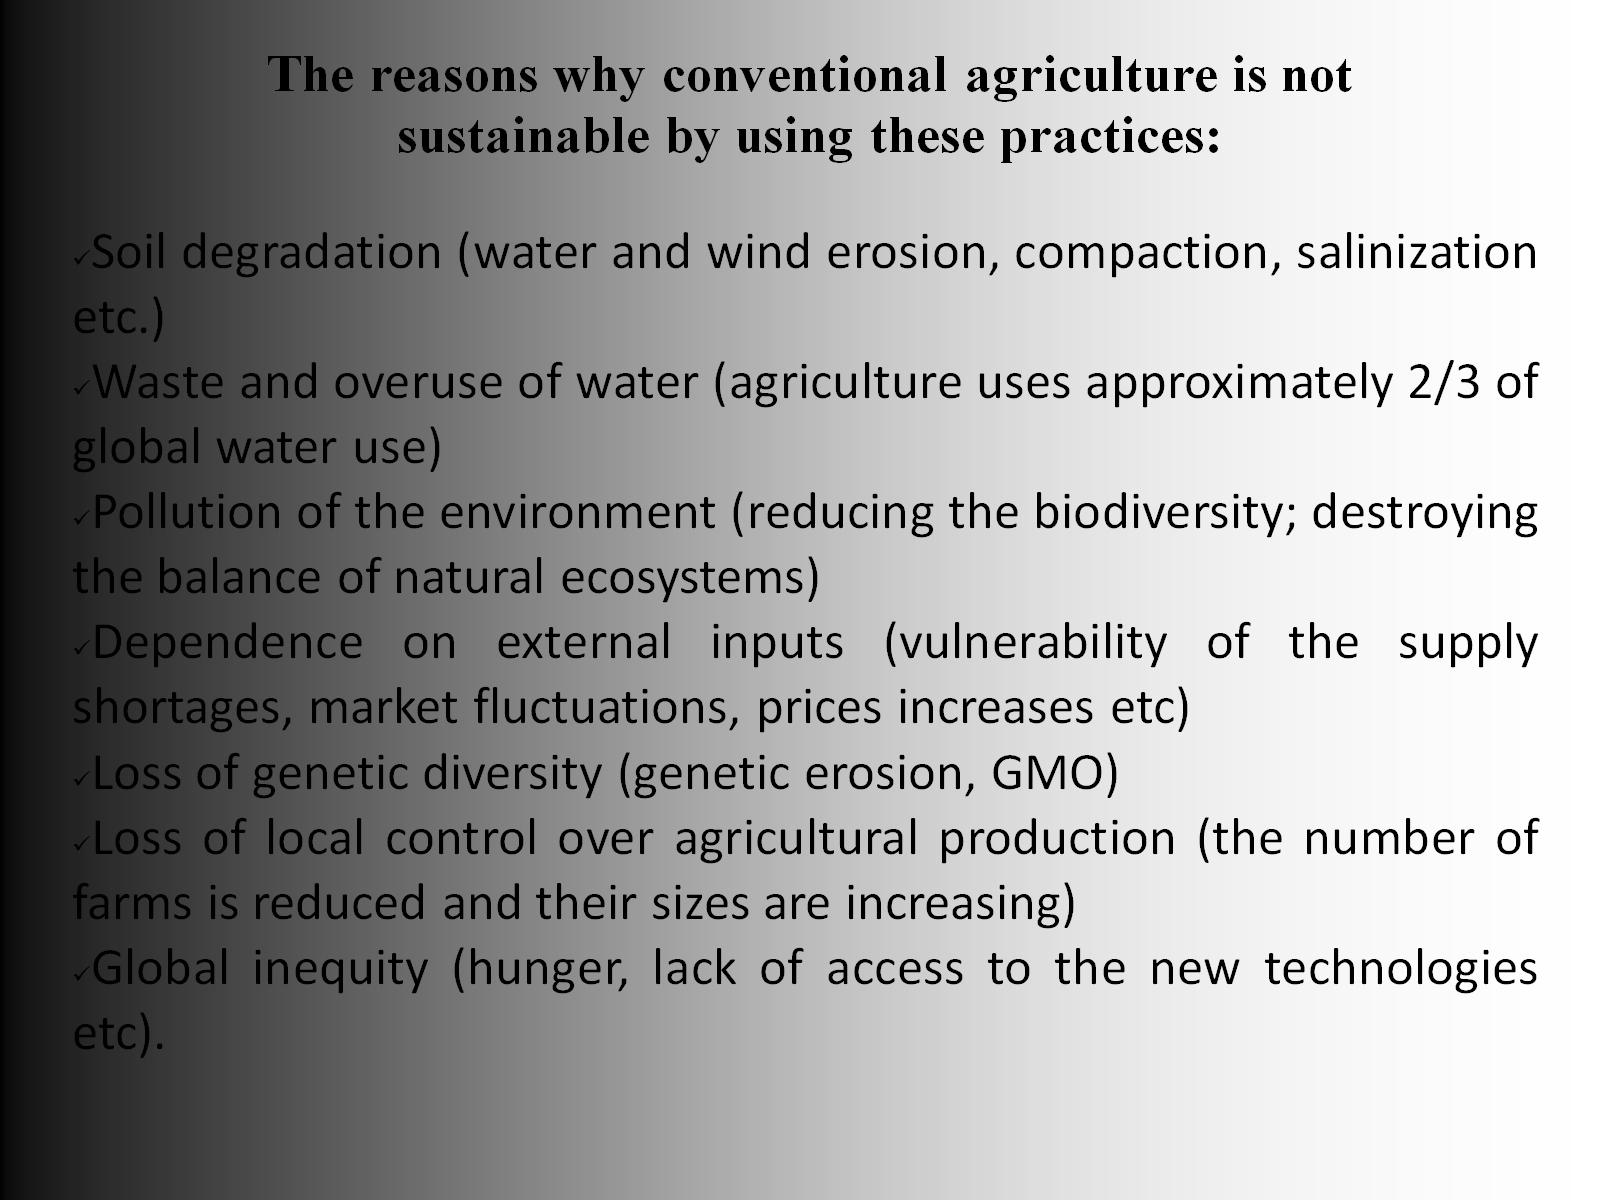 The reasons why conventional agriculture is not
sustainable by using these practices:
✓Soil degradation (water and wind erosion, compaction, salinization
etc.)
✓Waste and overuse of water (agriculture uses approximately 2/3 of
global water use)
✓Pollution of the environment (reducing the biodiversity; destroying
the balance of natural ecosystems)
✓Dependence on external inputs (vulnerability of the supply
shortages, market fluctuations, prices increases etc)
✓Loss of genetic diversity (genetic erosion, GMO)
✓Loss of local control over agricultural production (the number of
farms is reduced and their sizes are increasing)
✓Global inequity (hunger, lack of access to the new technologies
etc).